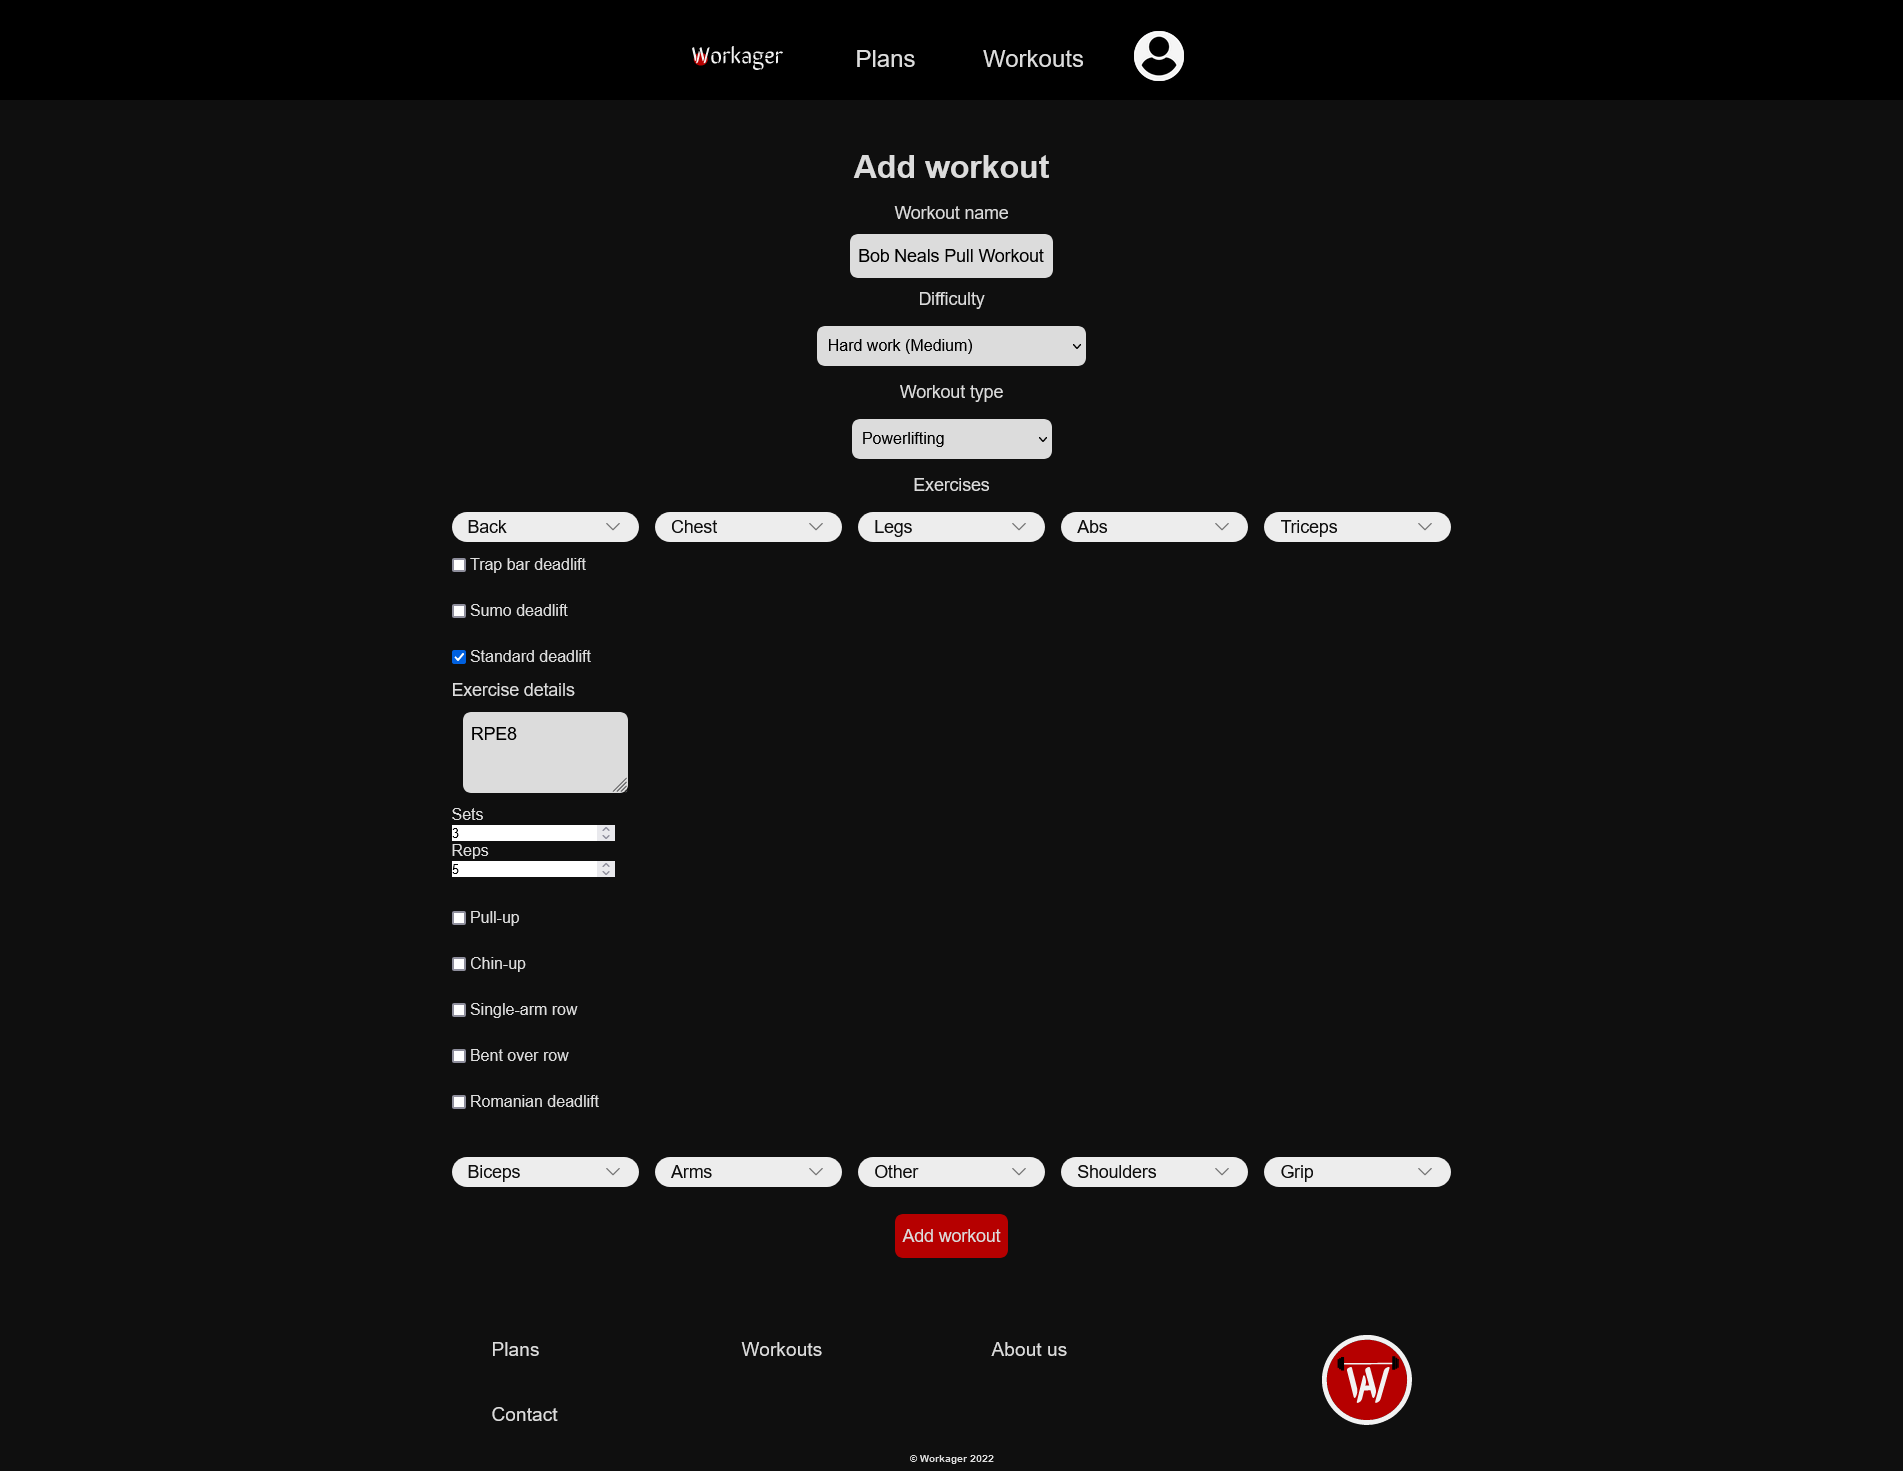 Workager Plans Workouts
Add workout
Workout name
Bob Neals Pull Workout
Difficulty
Hard work (Medium)
Workout type
Powerlifting
Exercises
Back Chest Legs Abs Triceps
Trap bar deadlift
Sumo deadlift
Standard deadlift
Exercise details
RPE8
Sets
3
Reps
5
Pull-up
Chin-up
Single-arm row
Bent over row
Romanian deadlift
Biceps Arms Other Shoulders Grip
Add workout
Plans Workouts About us
WA
Contact
© Workager 2022